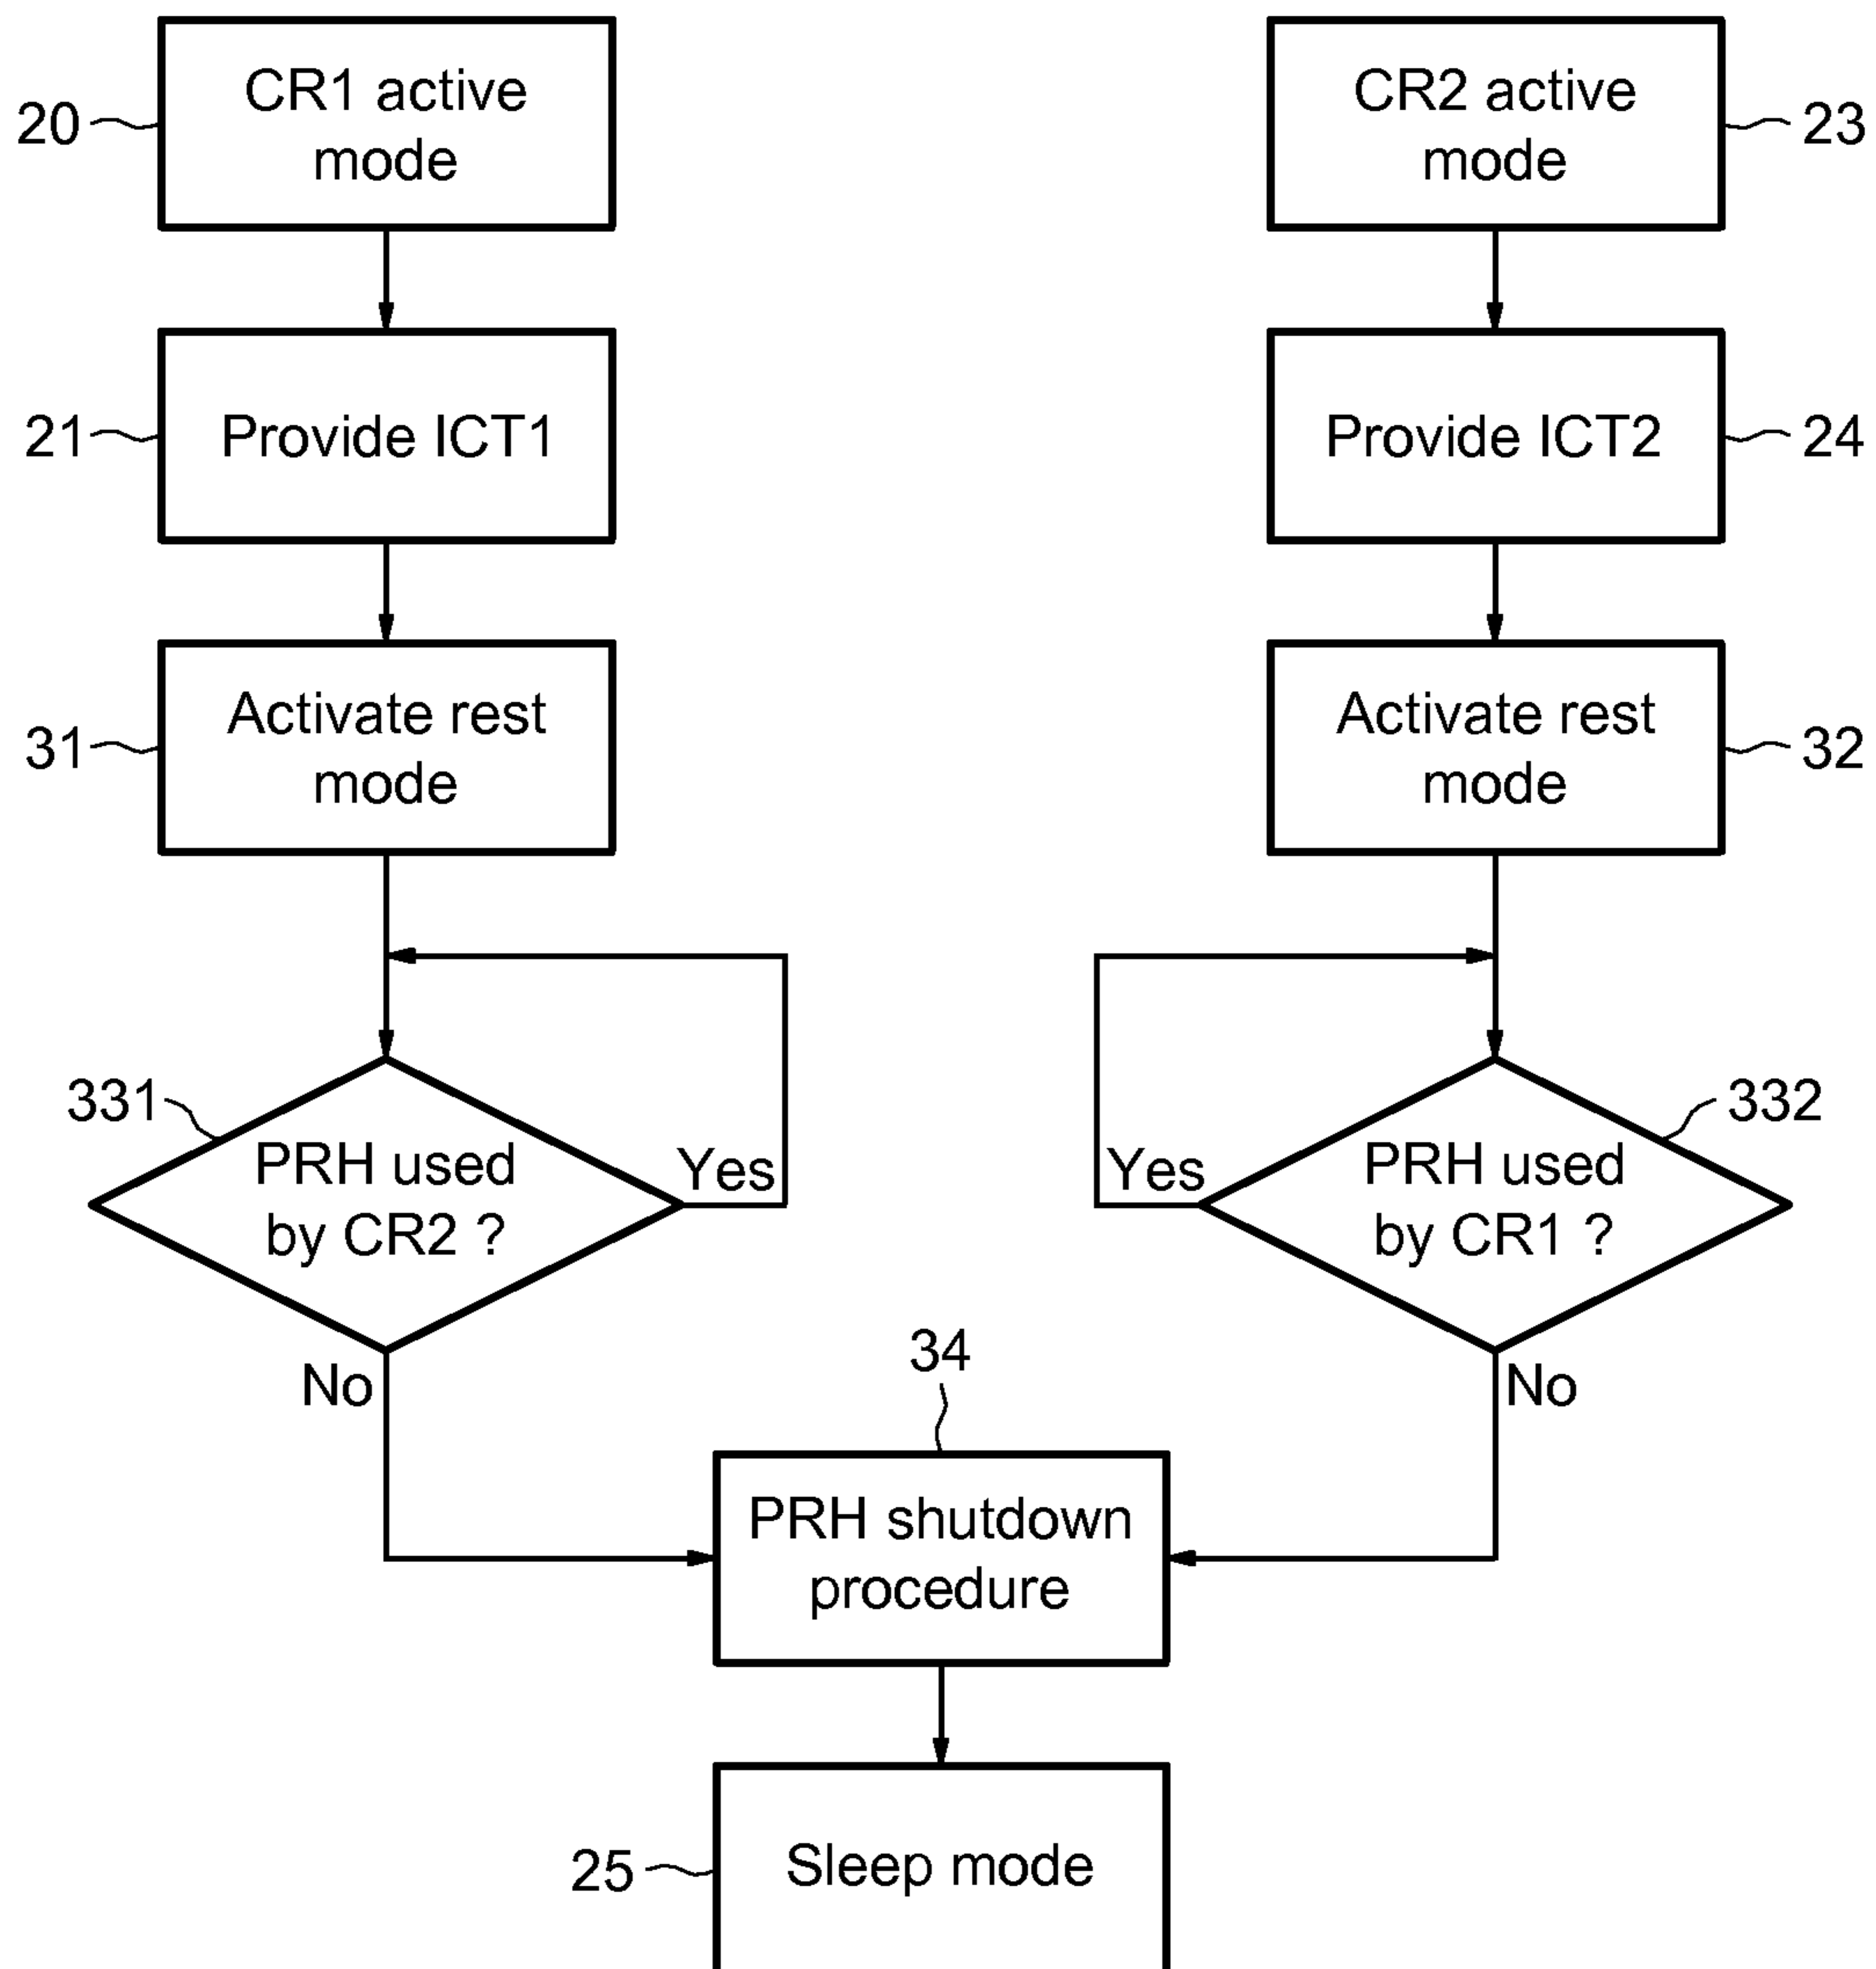 CR1 active
mode
20
CR2 active
mode
23
Provide ICT1
21
Provide ICT2
24
Activate rest
mode
31
Activate rest
mode
32
331
PRH used
by CR2 ?
Yes
No
332
PRH used
by CR1 ?
Yes
No
34
PRH shutdown
procedure
25
Sleep mode